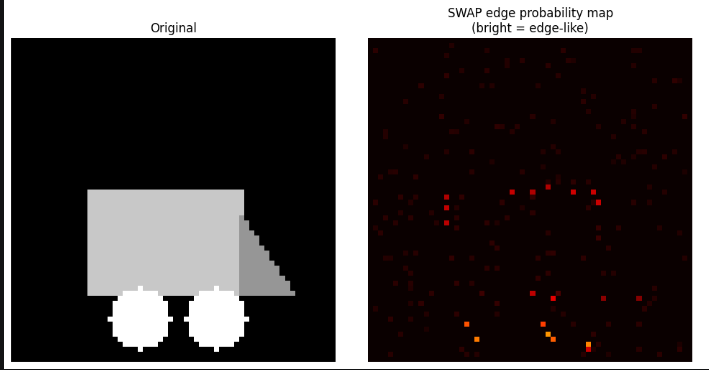 Original
SWAP edge probability map
(bright = edge-like)